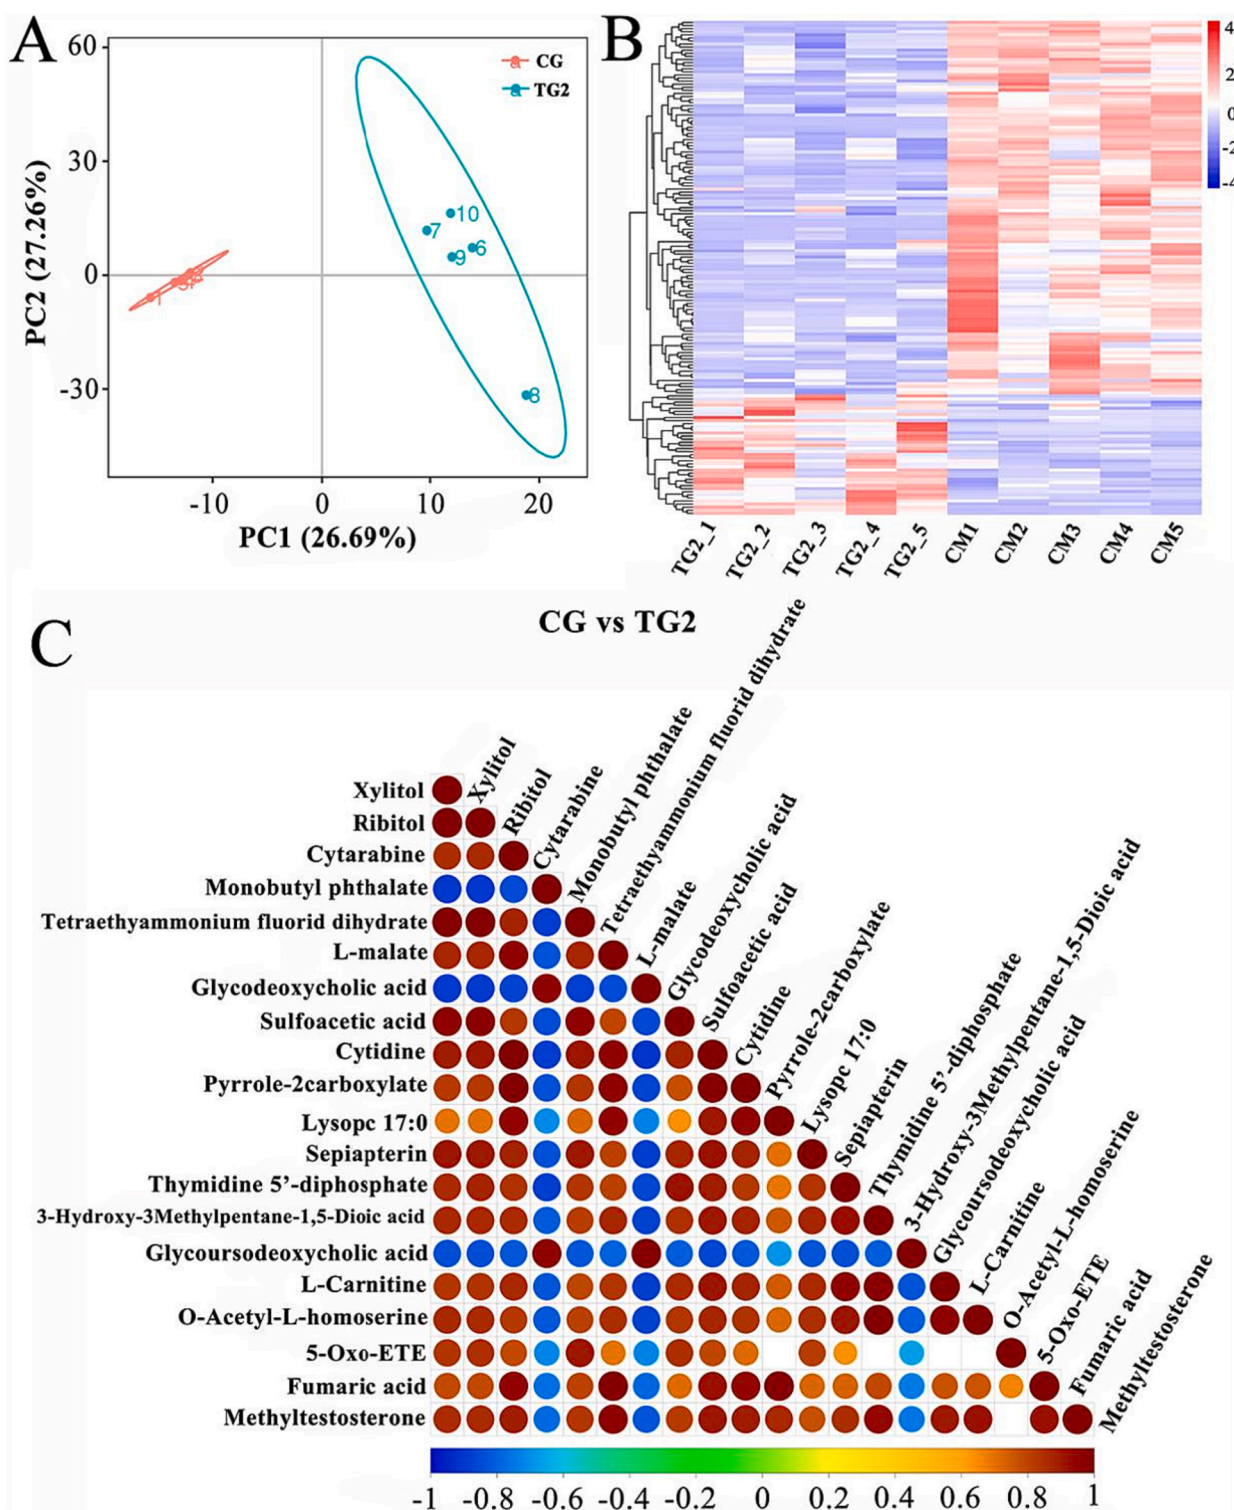 A
60
30
0
-30
-10
0
10
20
PC2 (27.26%)
PC1 (26.69%)
CG
TG2
10
7
6
9
8
1
B
4
2
0
-2
-4
TG2_1
TG2_2
TG2_3
TG2_4
TG2_5
CM1
CM2
CM3
CM4
CM5
C
CG vs TG2
Xylitol
Ribitol
Cytarabine
Monobutyl phthalate
Tetraethyammonium fluorid dihydrate
L-malate
Glycodeoxycholic acid
Sulfoacetic acid
Cytidine
Pyrrole-2carboxylate
Lysopc 17:0
Sepiapterin
Thymidine 5’-diphosphate
3-Hydroxy-3Methylpentane-1,5-Dioic acid
Glycoursodeoxycholic acid
L-Carnitine
O-Acetyl-L-homoserine
5-Oxo-ETE
Fumaric acid
Methyltestosterone
Xylitol
Ribitol
Cytarabine
Monobutyl phthalate
Tetraethyammonium fluorid dihydrate
L-malate
Glycodeoxycholic acid
Sulfoacetic acid
Cytidine
Pyrrole-2carboxylate
Lysopc 17:0
Sepiapterin
Thymidine 5’-diphosphate
3-Hydroxy-3Methylpentane-1,5-Dioic acid
Glycoursodeoxycholic acid
L-Carnitine
O-Acetyl-L-homoserine
5-Oxo-ETE
Fumaric acid
Methyltestosterone
-1 -0.8 -0.6 -0.4 -0.2 0 0.2 0.4 0.6 0.8 1